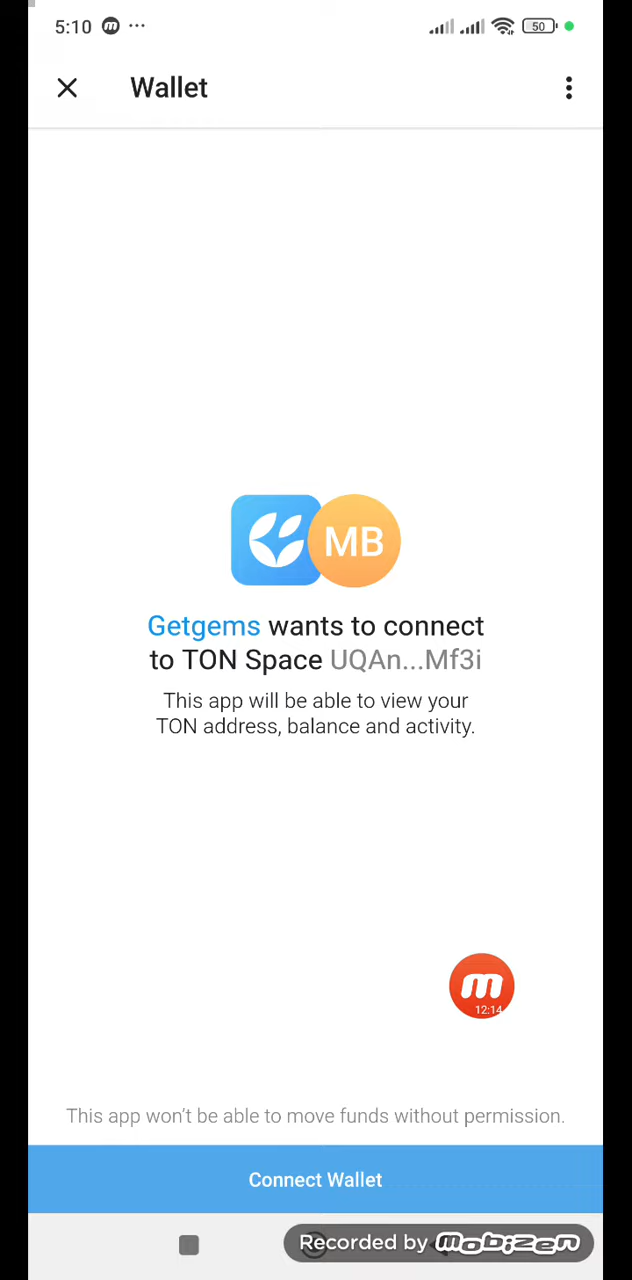 5:10
50
Wallet
MB
Getgems wants to connect
to TON Space UQAn...Mf3i
This app will be able to view your
TON address, balance and activity.
m
12:14
This app won't be able to move funds without permission.
Connect Wallet
Recorded by mobizen